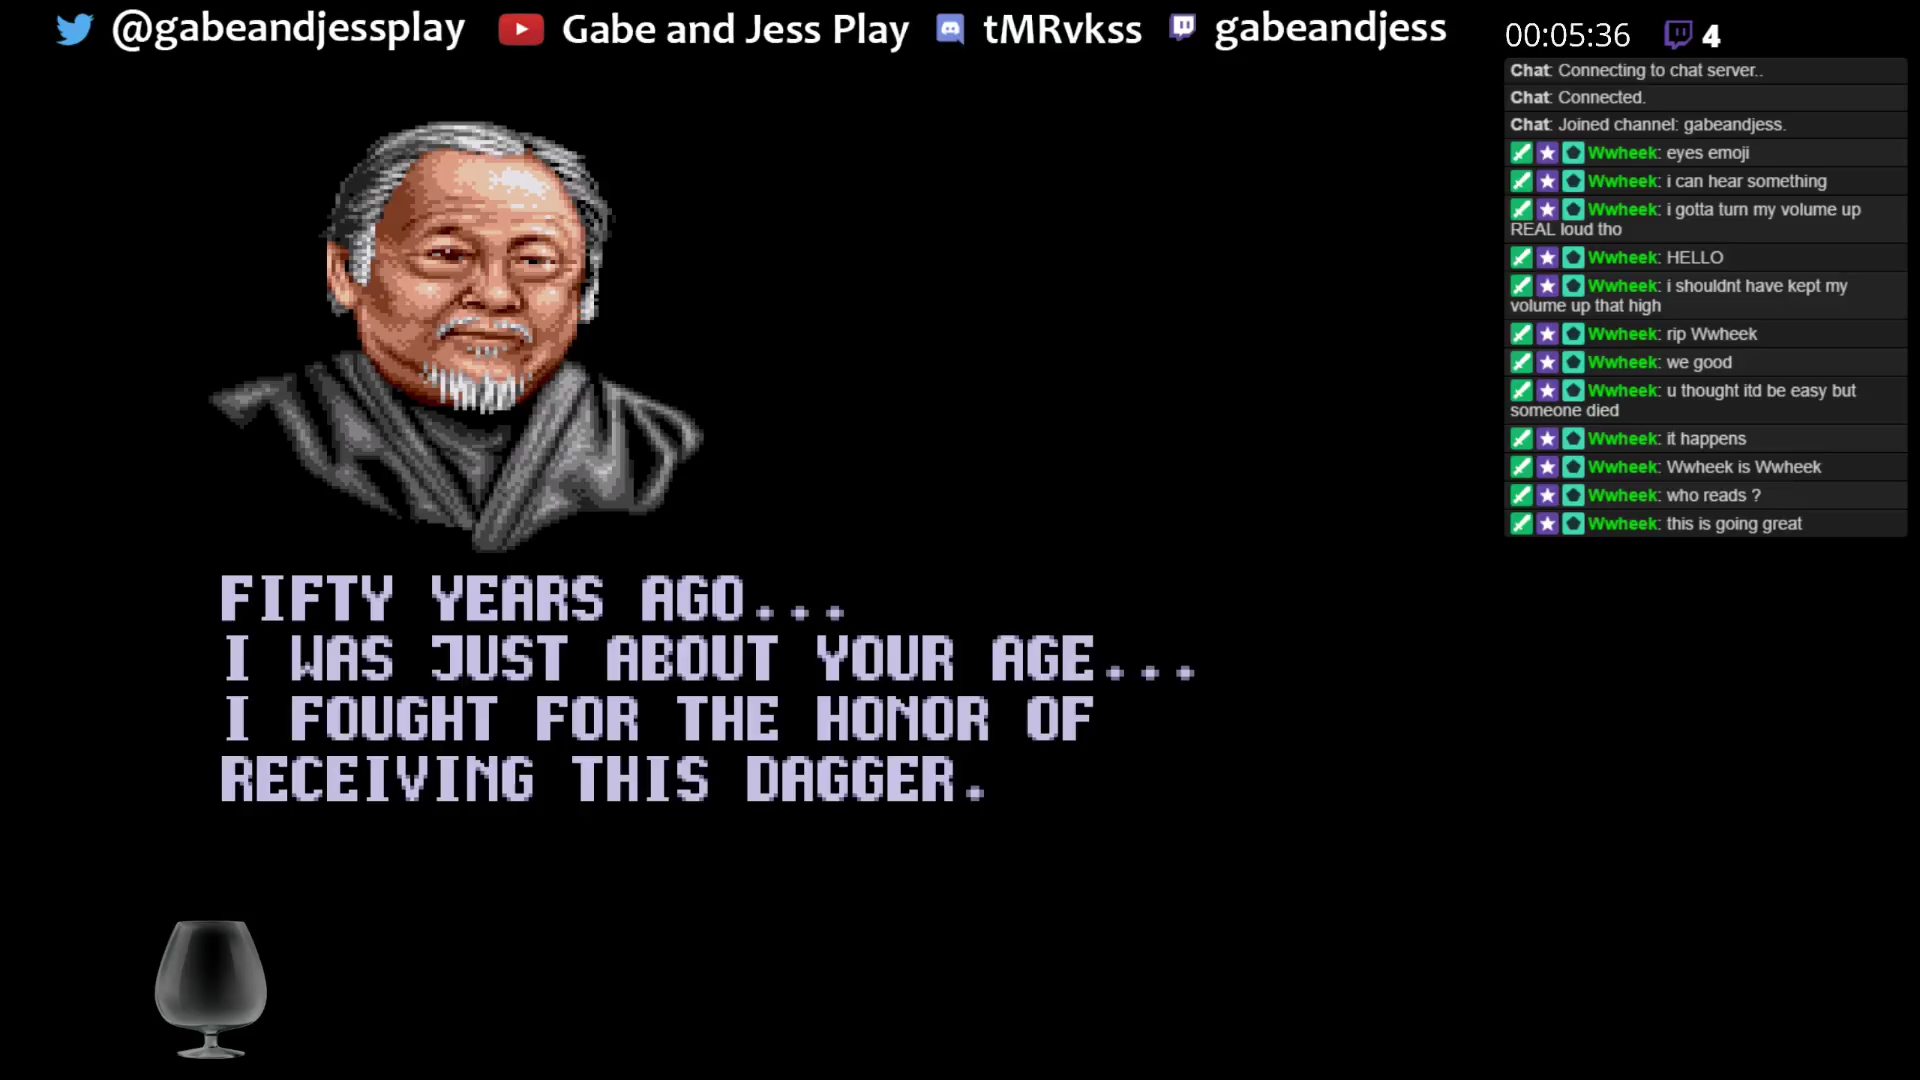 @gabeandjessplay Gabe and Jess Play tMRvkss gabeandjess
00:05:36 4
Chat: Connecting to chat server..
Chat: Connected.
Chat: Joined channel: gabeandjess.
Wwheek: eyes emoji
Wwheek: i can hear something
Wwheek: i gotta turn my volume up
REAL loud tho
Wwheek: HELLO
Wwheek: i shouldnt have kept my
volume up that high
Wwheek: rip Wwheek
Wwheek: we good
Wwheek: u thought itd be easy but
someone died
Wwheek: it happens
Wwheek: Wwheek is Wwheek
Wwheek: who reads ?
Wwheek: this is going great
FIFTY YEARS AGO...
I WAS JUST ABOUT YOUR AGE...
I FOUGHT FOR THE HONOR OF
RECEIVING THIS DAGGER.